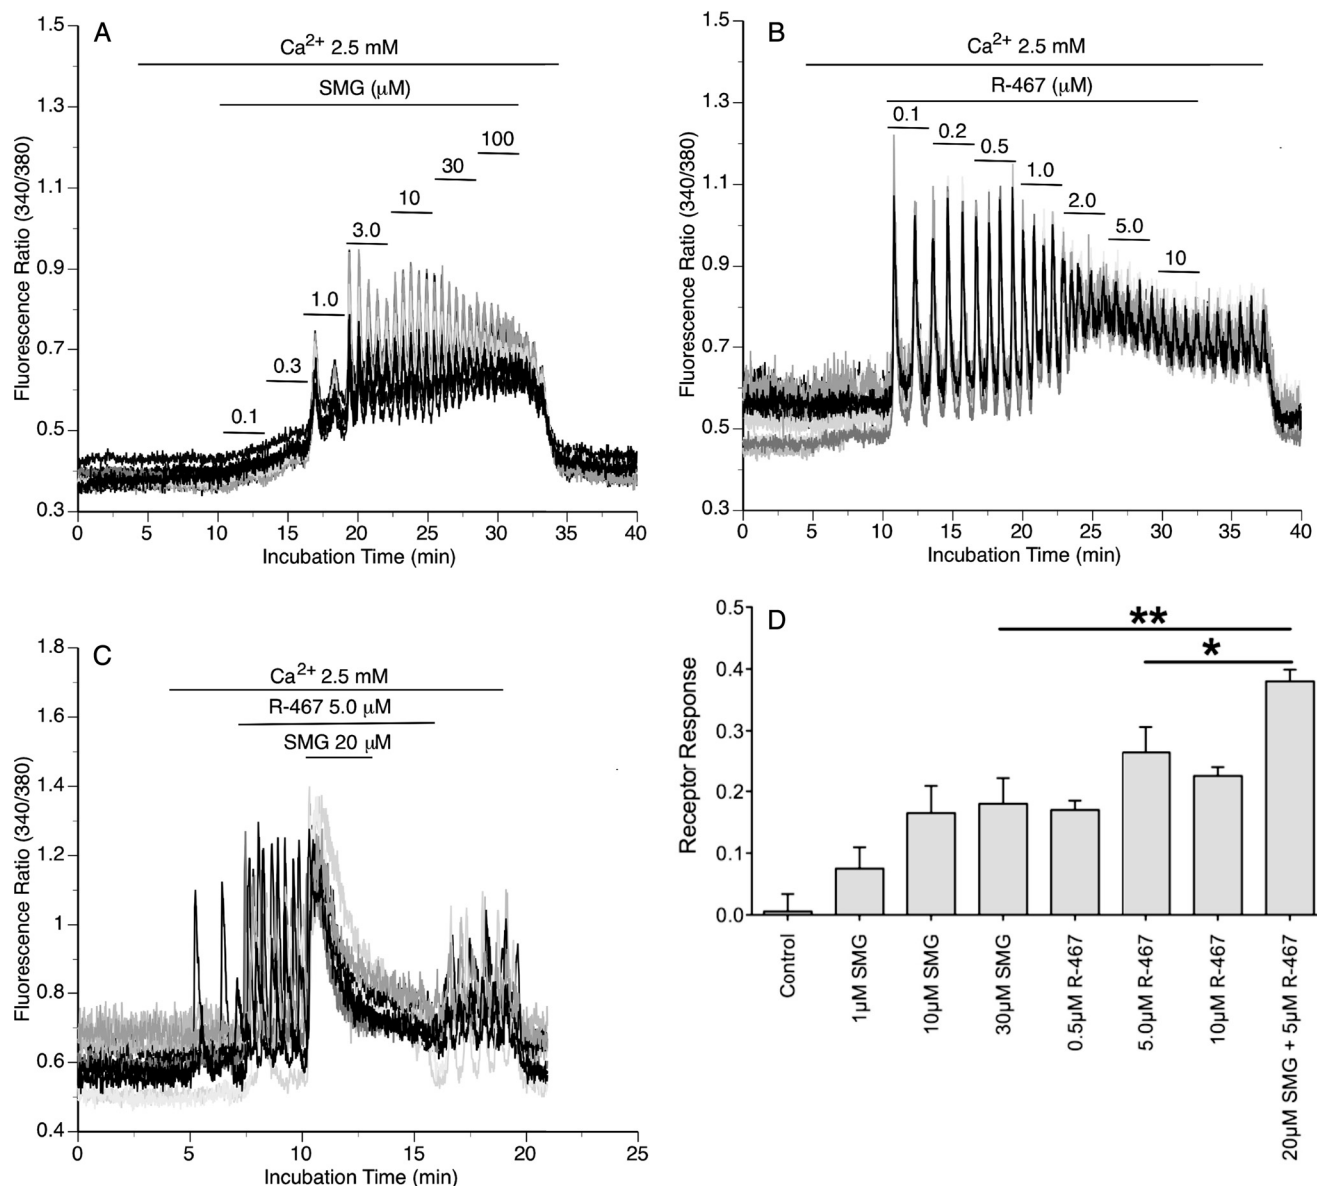 A
Ca2+ 2.5 mM
SMG (μM)
0.1
0.3
1.0
3.0
10
30
100
Fluorescence Ratio (340/380)
1.5
1.3
1.1
0.9
0.7
0.5
0.3
0
5
10
15
20
25
30
35
40
Incubation Time (min)
B
Ca2+ 2.5 mM
R-467 (μM)
0.1
0.2
0.5
1.0
2.0
5.0
10
Fluorescence Ratio (340/380)
1.5
1.3
1.1
0.9
0.7
0.5
0.3
0
5
10
15
20
25
30
35
40
Incubation Time (min)
C
Ca2+ 2.5 mM
R-467 5.0 μM
SMG 20 μM
Fluorescence Ratio (340/380)
1.8
1.6
1.4
1.2
1
0.8
0.6
0.4
0
5
10
15
20
25
Incubation Time (min)
D
**
*
Receptor Response
0.5
0.4
0.3
0.2
0.1
0.0
Control
1μM SMG
10μM SMG
30μM SMG
0.5μM R-467
5.0μM R-467
10μM R-467
20μM SMG + 5μM R-467